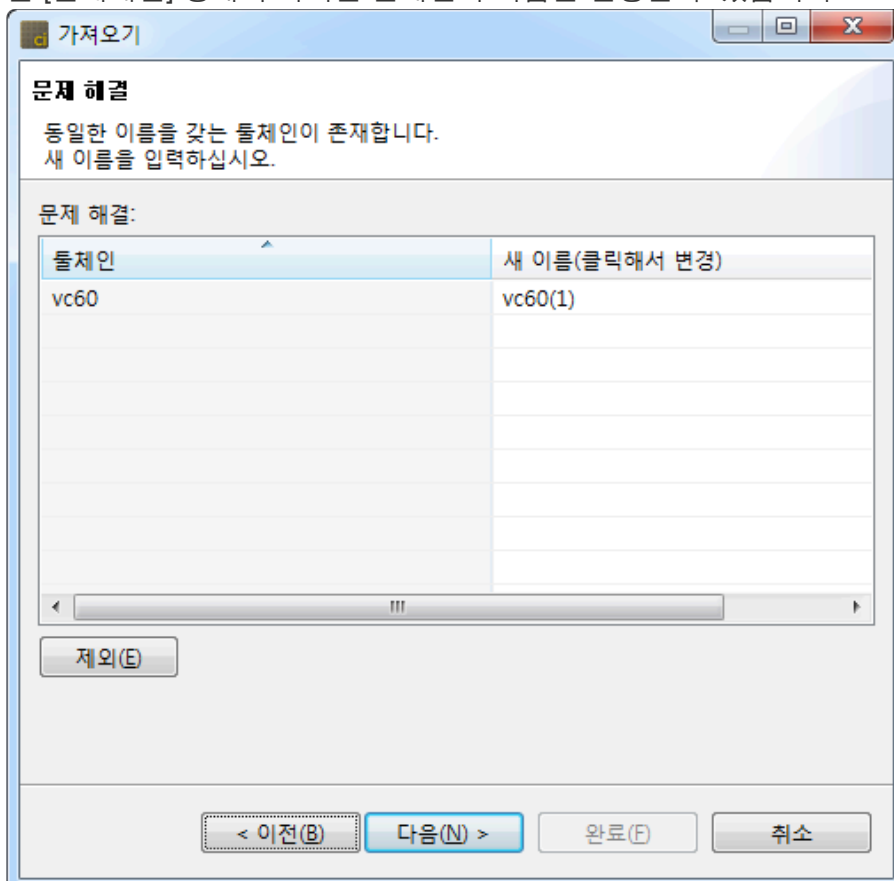 ci 가져오기
문제 해결
동일한 이름을 갖는 툴체인이 존재합니다.
새 이름을 입력하십시오.
문제 해결:
툴체인 새 이름(클릭해서 변경)
vc60 vc60(1)
제외(E)
< 이전(B) 다음(N) > 완료(F) 취소